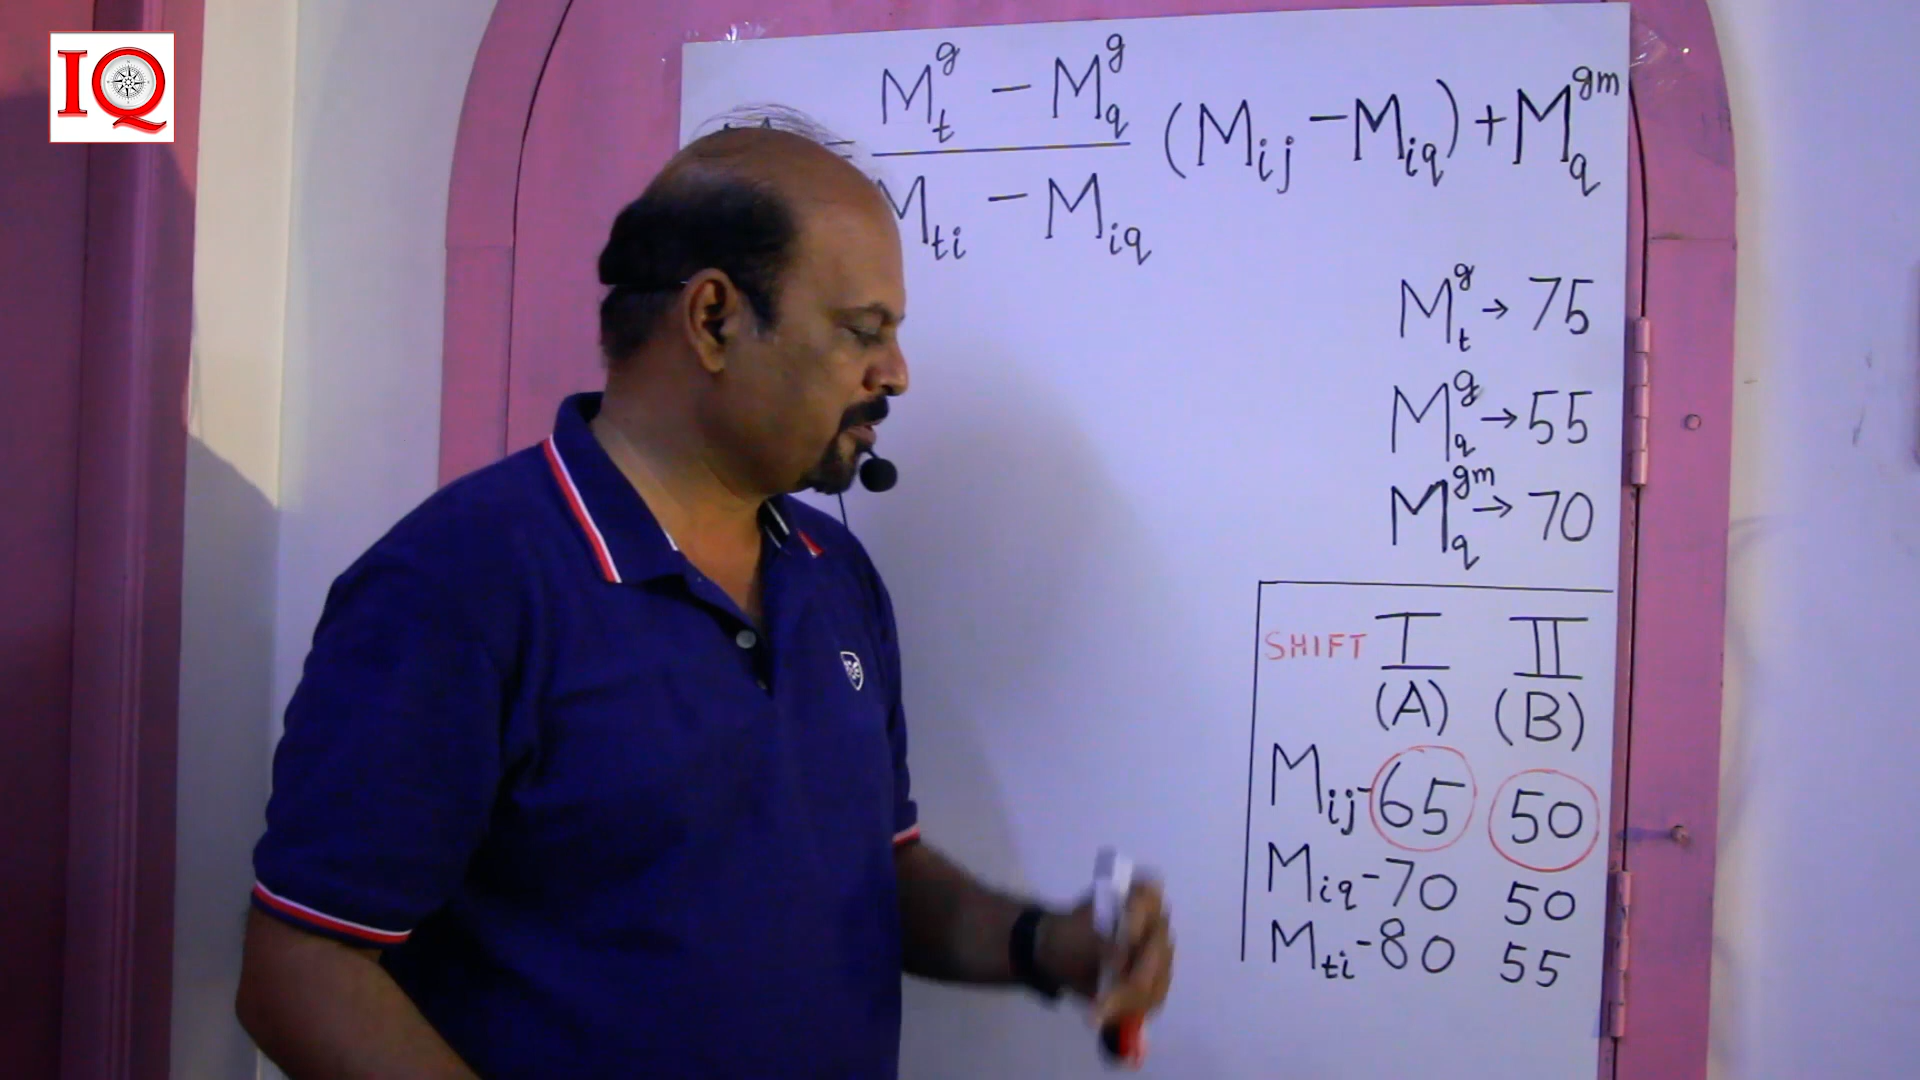 IQ
M_t^g - M_q^g (M_ij - M_iq) + M_q^gm
M_ti - M_iq
M_t^g → 75
M_q^g → 55
M_q^gm → 70
SHIFT I II
(A) (B)
M_ij - 65 50
M_iq - 70 50
M_ti - 80 55